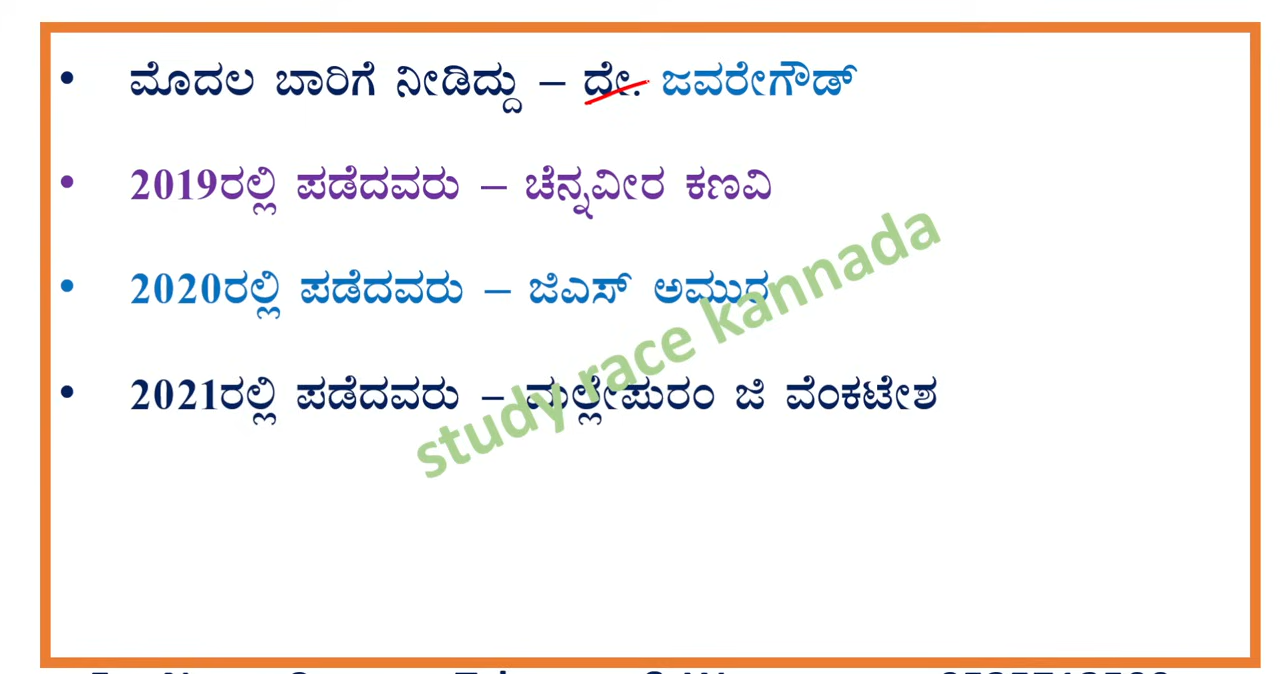 • ಮೊದಲ ಬಾರಿಗೆ ನೀಡಿದ್ದು – ದೇ. ಜವರೇಗೌಡ್
• 2019ರಲ್ಲಿ ಪಡೆದವರು – ಚೆನ್ನವೀರ ಕಣವಿ
• 2020ರಲ್ಲಿ ಪಡೆದವರು – ಜಿಎಸ್ ಅಮುರ
• 2021ರಲ್ಲಿ ಪಡೆದವರು – ಮಲ್ಲೇಪುರಂ ಜಿ ವೆಂಕಟೇಶ
study race kannada